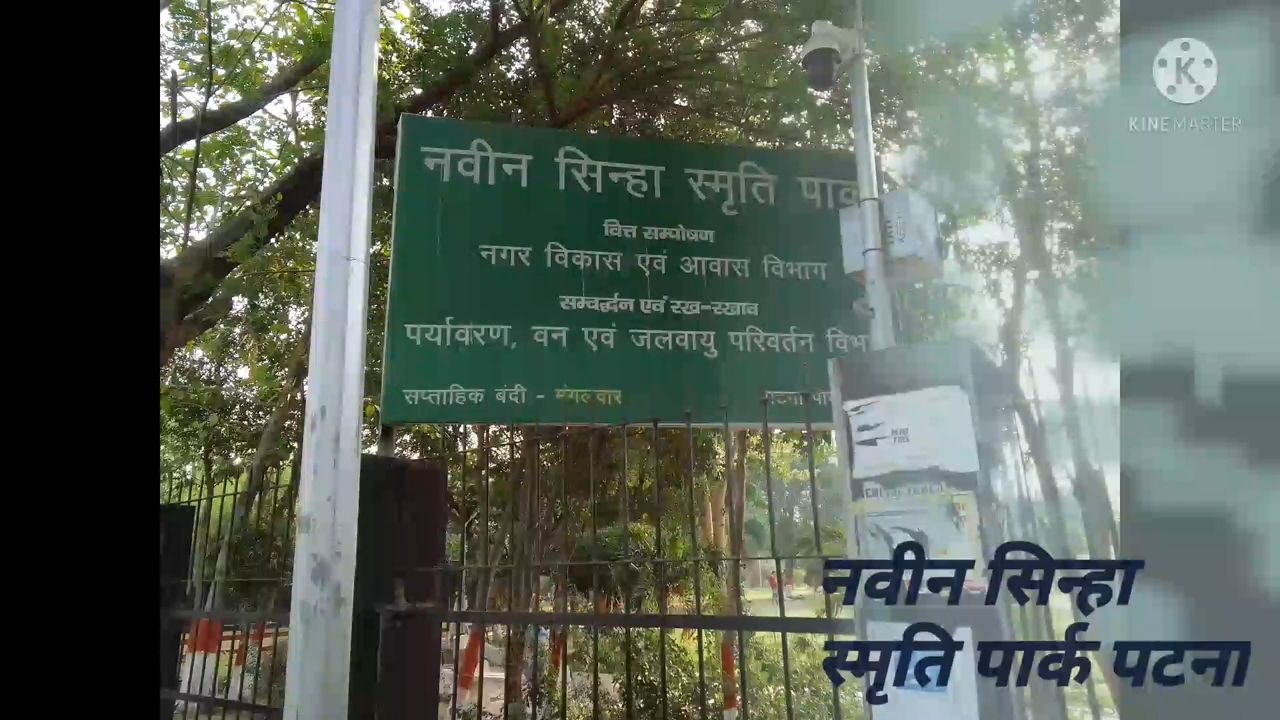 नवीन सिन्हा स्मृति पार्क
वित्त सम्पोषण
नगर विकास एवं आवास विभाग
सम्वर्द्धन एवं रख-रखाव
पर्यावरण, वन एवं जलवायु परिवर्तन
सप्ताहिक बंदी - मंगलवार
KINEMASTER
नवीन सिन्हा
स्मृति पार्क पटना